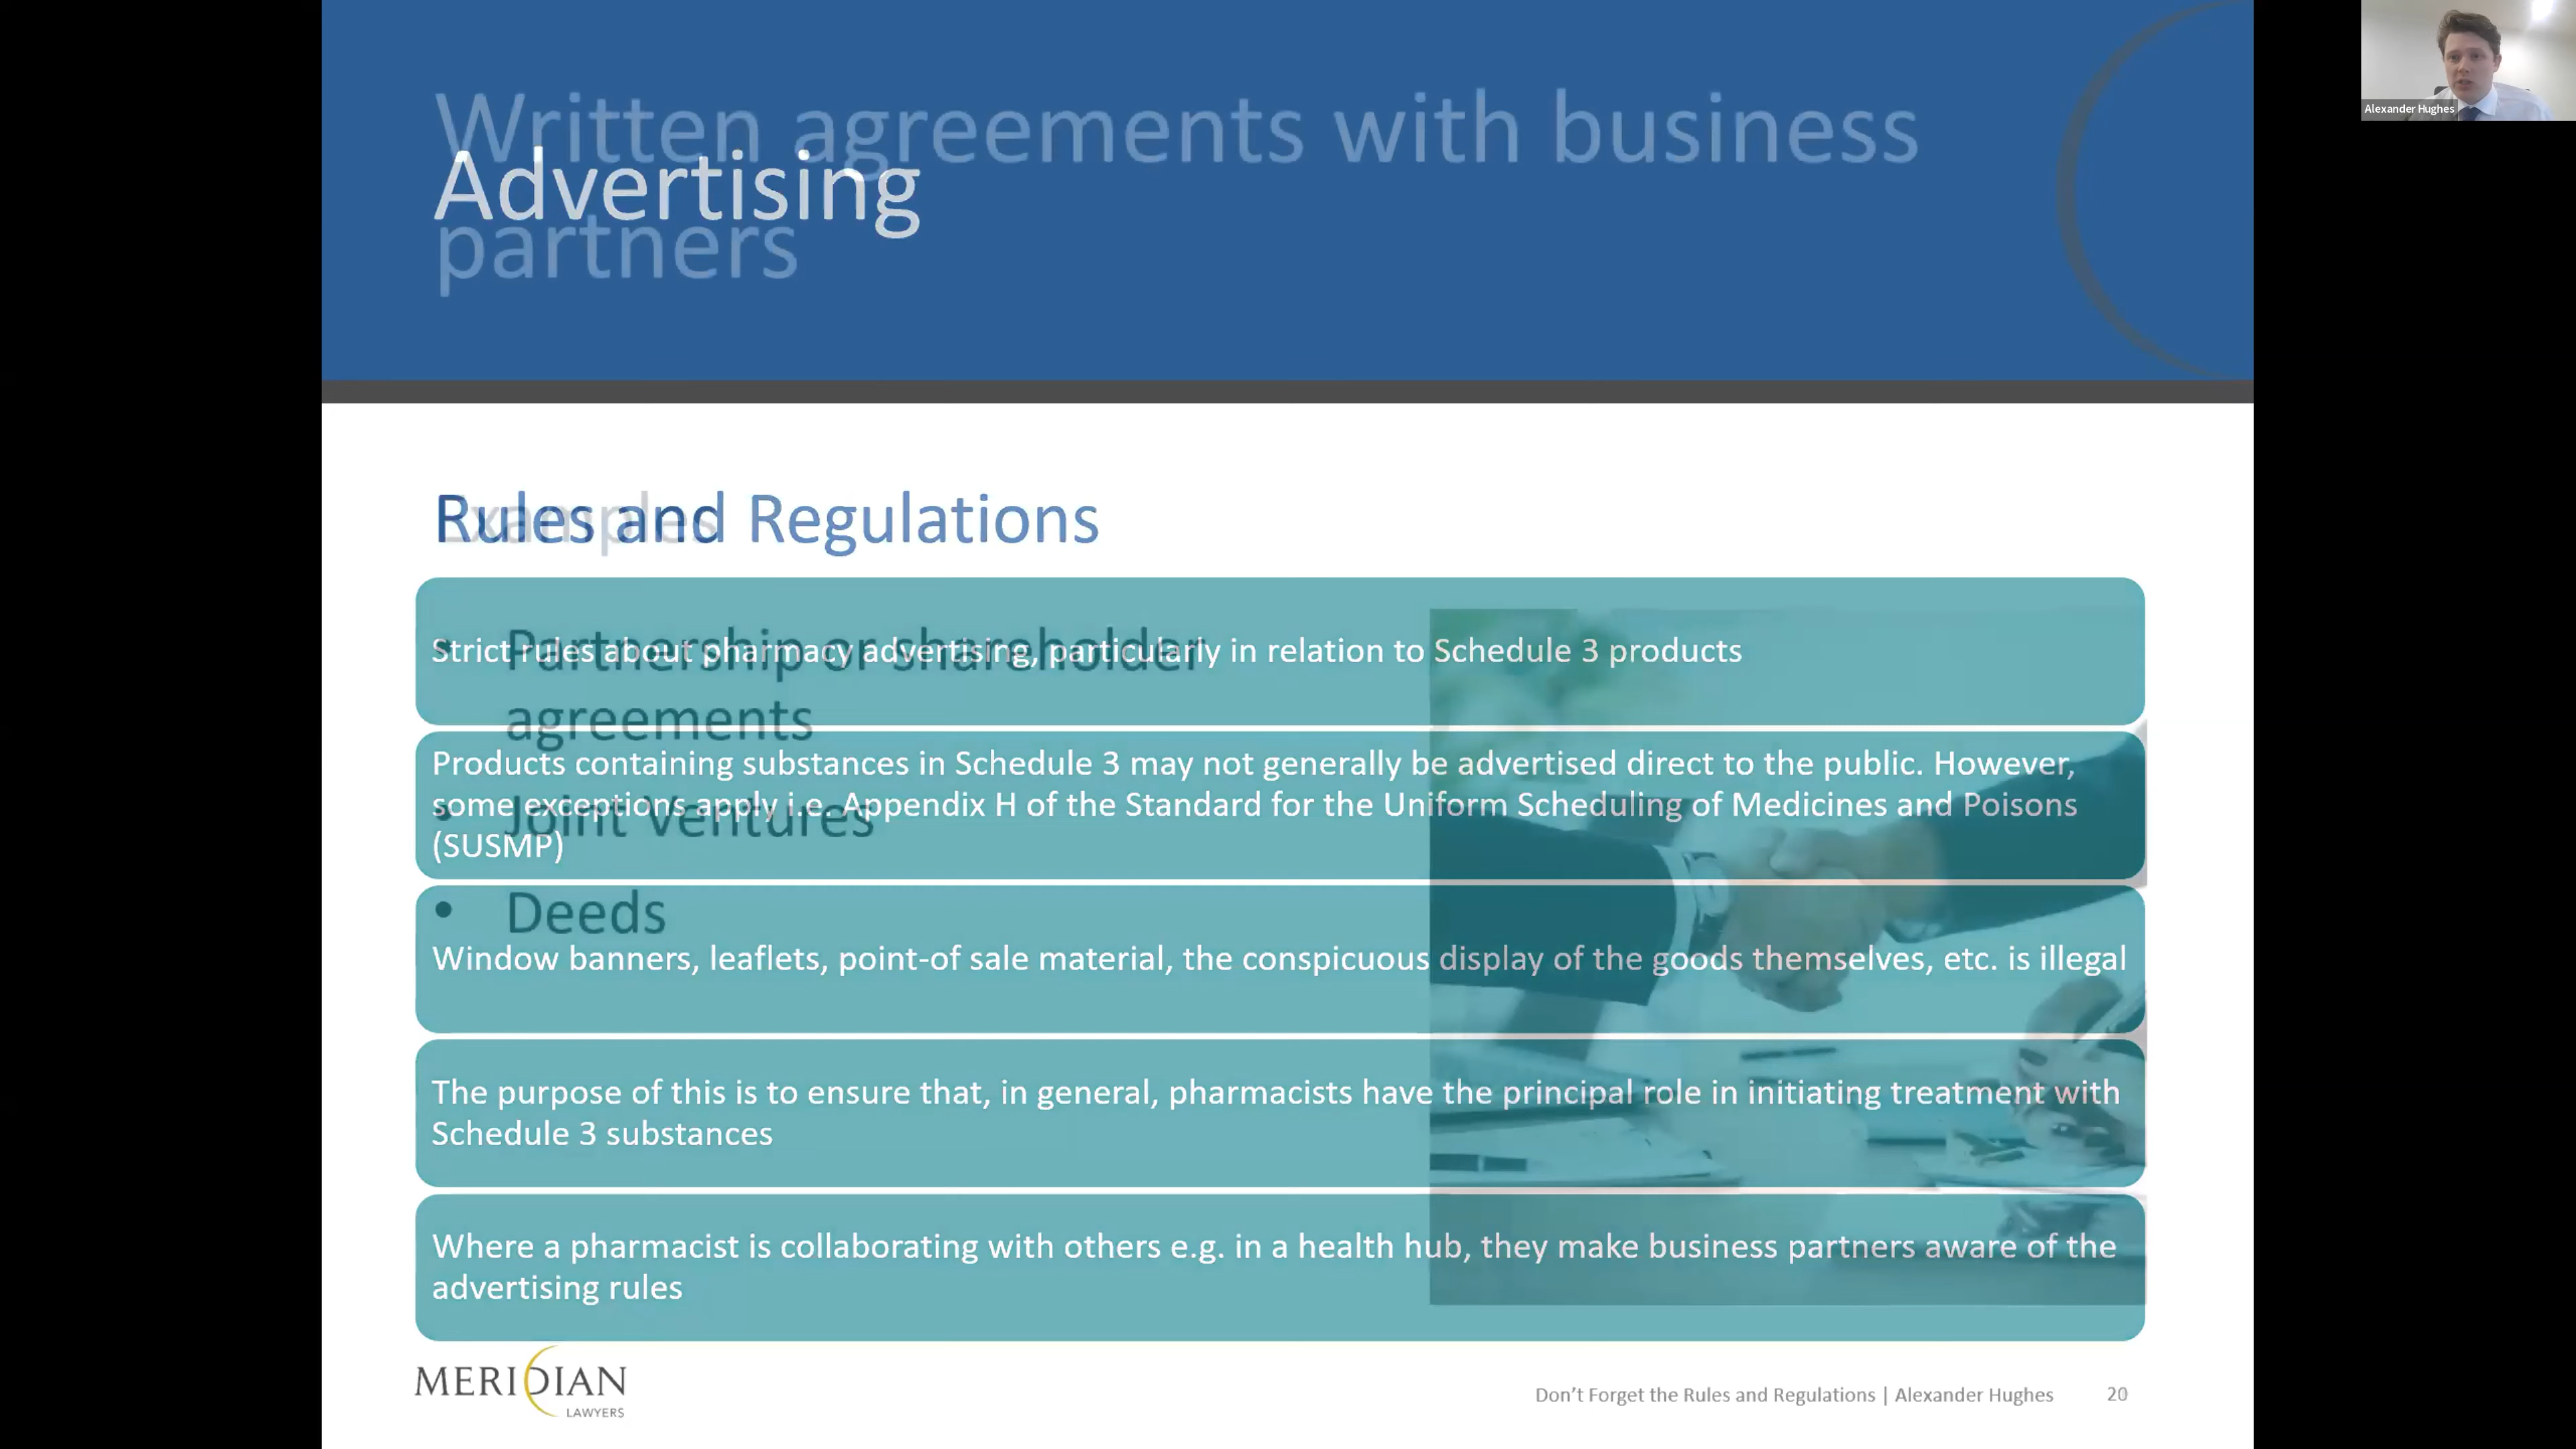 Written agreements with business
partners
Advertising
Rules and Regulations
Examples
Strict rules about pharmacy advertising, particularly in relation to Schedule 3 products
• Partnership or shareholder
agreements
Products containing substances in Schedule 3 may not generally be advertised direct to the public. However,
some exceptions apply i.e. Appendix H of the Standard for the Uniform Scheduling of Medicines and Poisons
(SUSMP)
• Joint Ventures
• Deeds
Window banners, leaflets, point-of sale material, the conspicuous display of the goods themselves, etc. is illegal
The purpose of this is to ensure that, in general, pharmacists have the principal role in initiating treatment with
Schedule 3 substances
Where a pharmacist is collaborating with others e.g. in a health hub, they make business partners aware of the
advertising rules
MERIDIAN
LAWYERS
Don’t Forget the Rules and Regulations | Alexander Hughes 20
Alexander Hughes